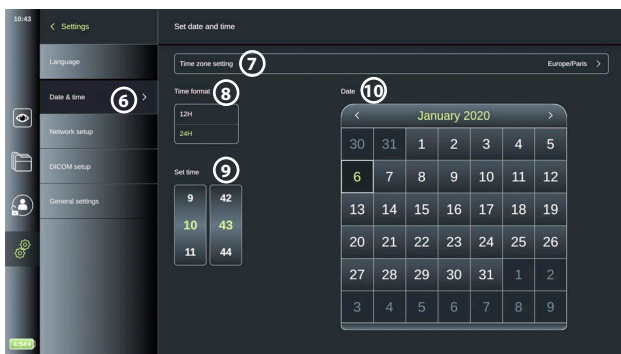 10:43
Settings
Set date and time
Language
Time zone setting
7
Europe/Paris
Date & time
6
Time format
8
12H
24H
Date
10
January 2020
30 31 1 2 3 4 5
6 7 8 9 10 11 12
13 14 15 16 17 18 19
20 21 22 23 24 25 26
27 28 29 30 31 1 2
3 4 5 6 7 8 9
Network setup
DICOM setup
General settings
Set time
9
9 42
10 43
11 44
4:54